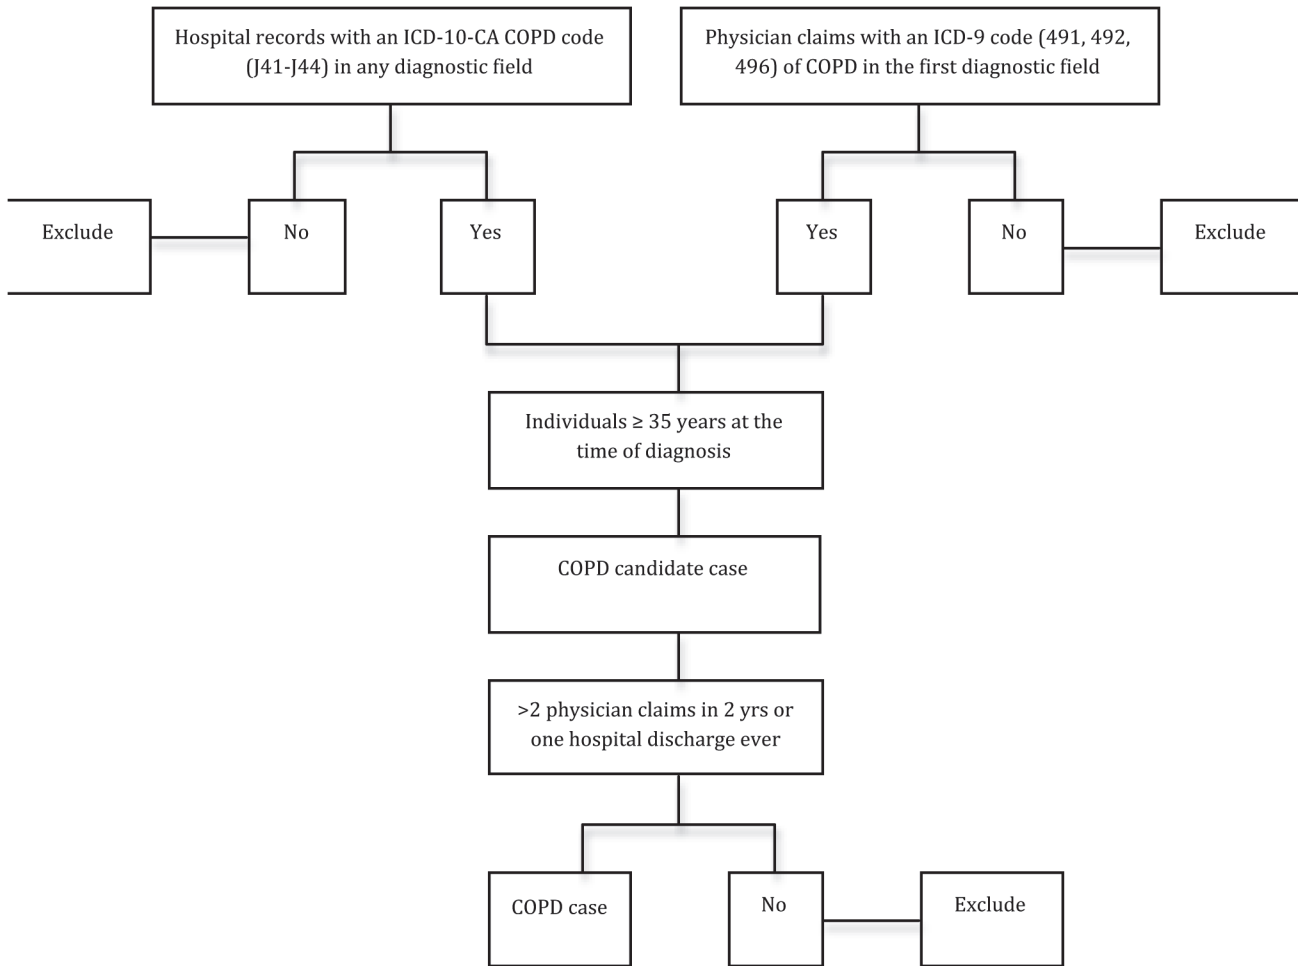 Hospital records with an ICD-10-CA COPD code
(J41-J44) in any diagnostic field
Physician claims with an ICD-9 code (491, 492,
496) of COPD in the first diagnostic field
Exclude
No
Yes
Yes
No
Exclude
Individuals ≥ 35 years at the
time of diagnosis
COPD candidate case
>2 physician claims in 2 yrs or
one hospital discharge ever
COPD case
No
Exclude